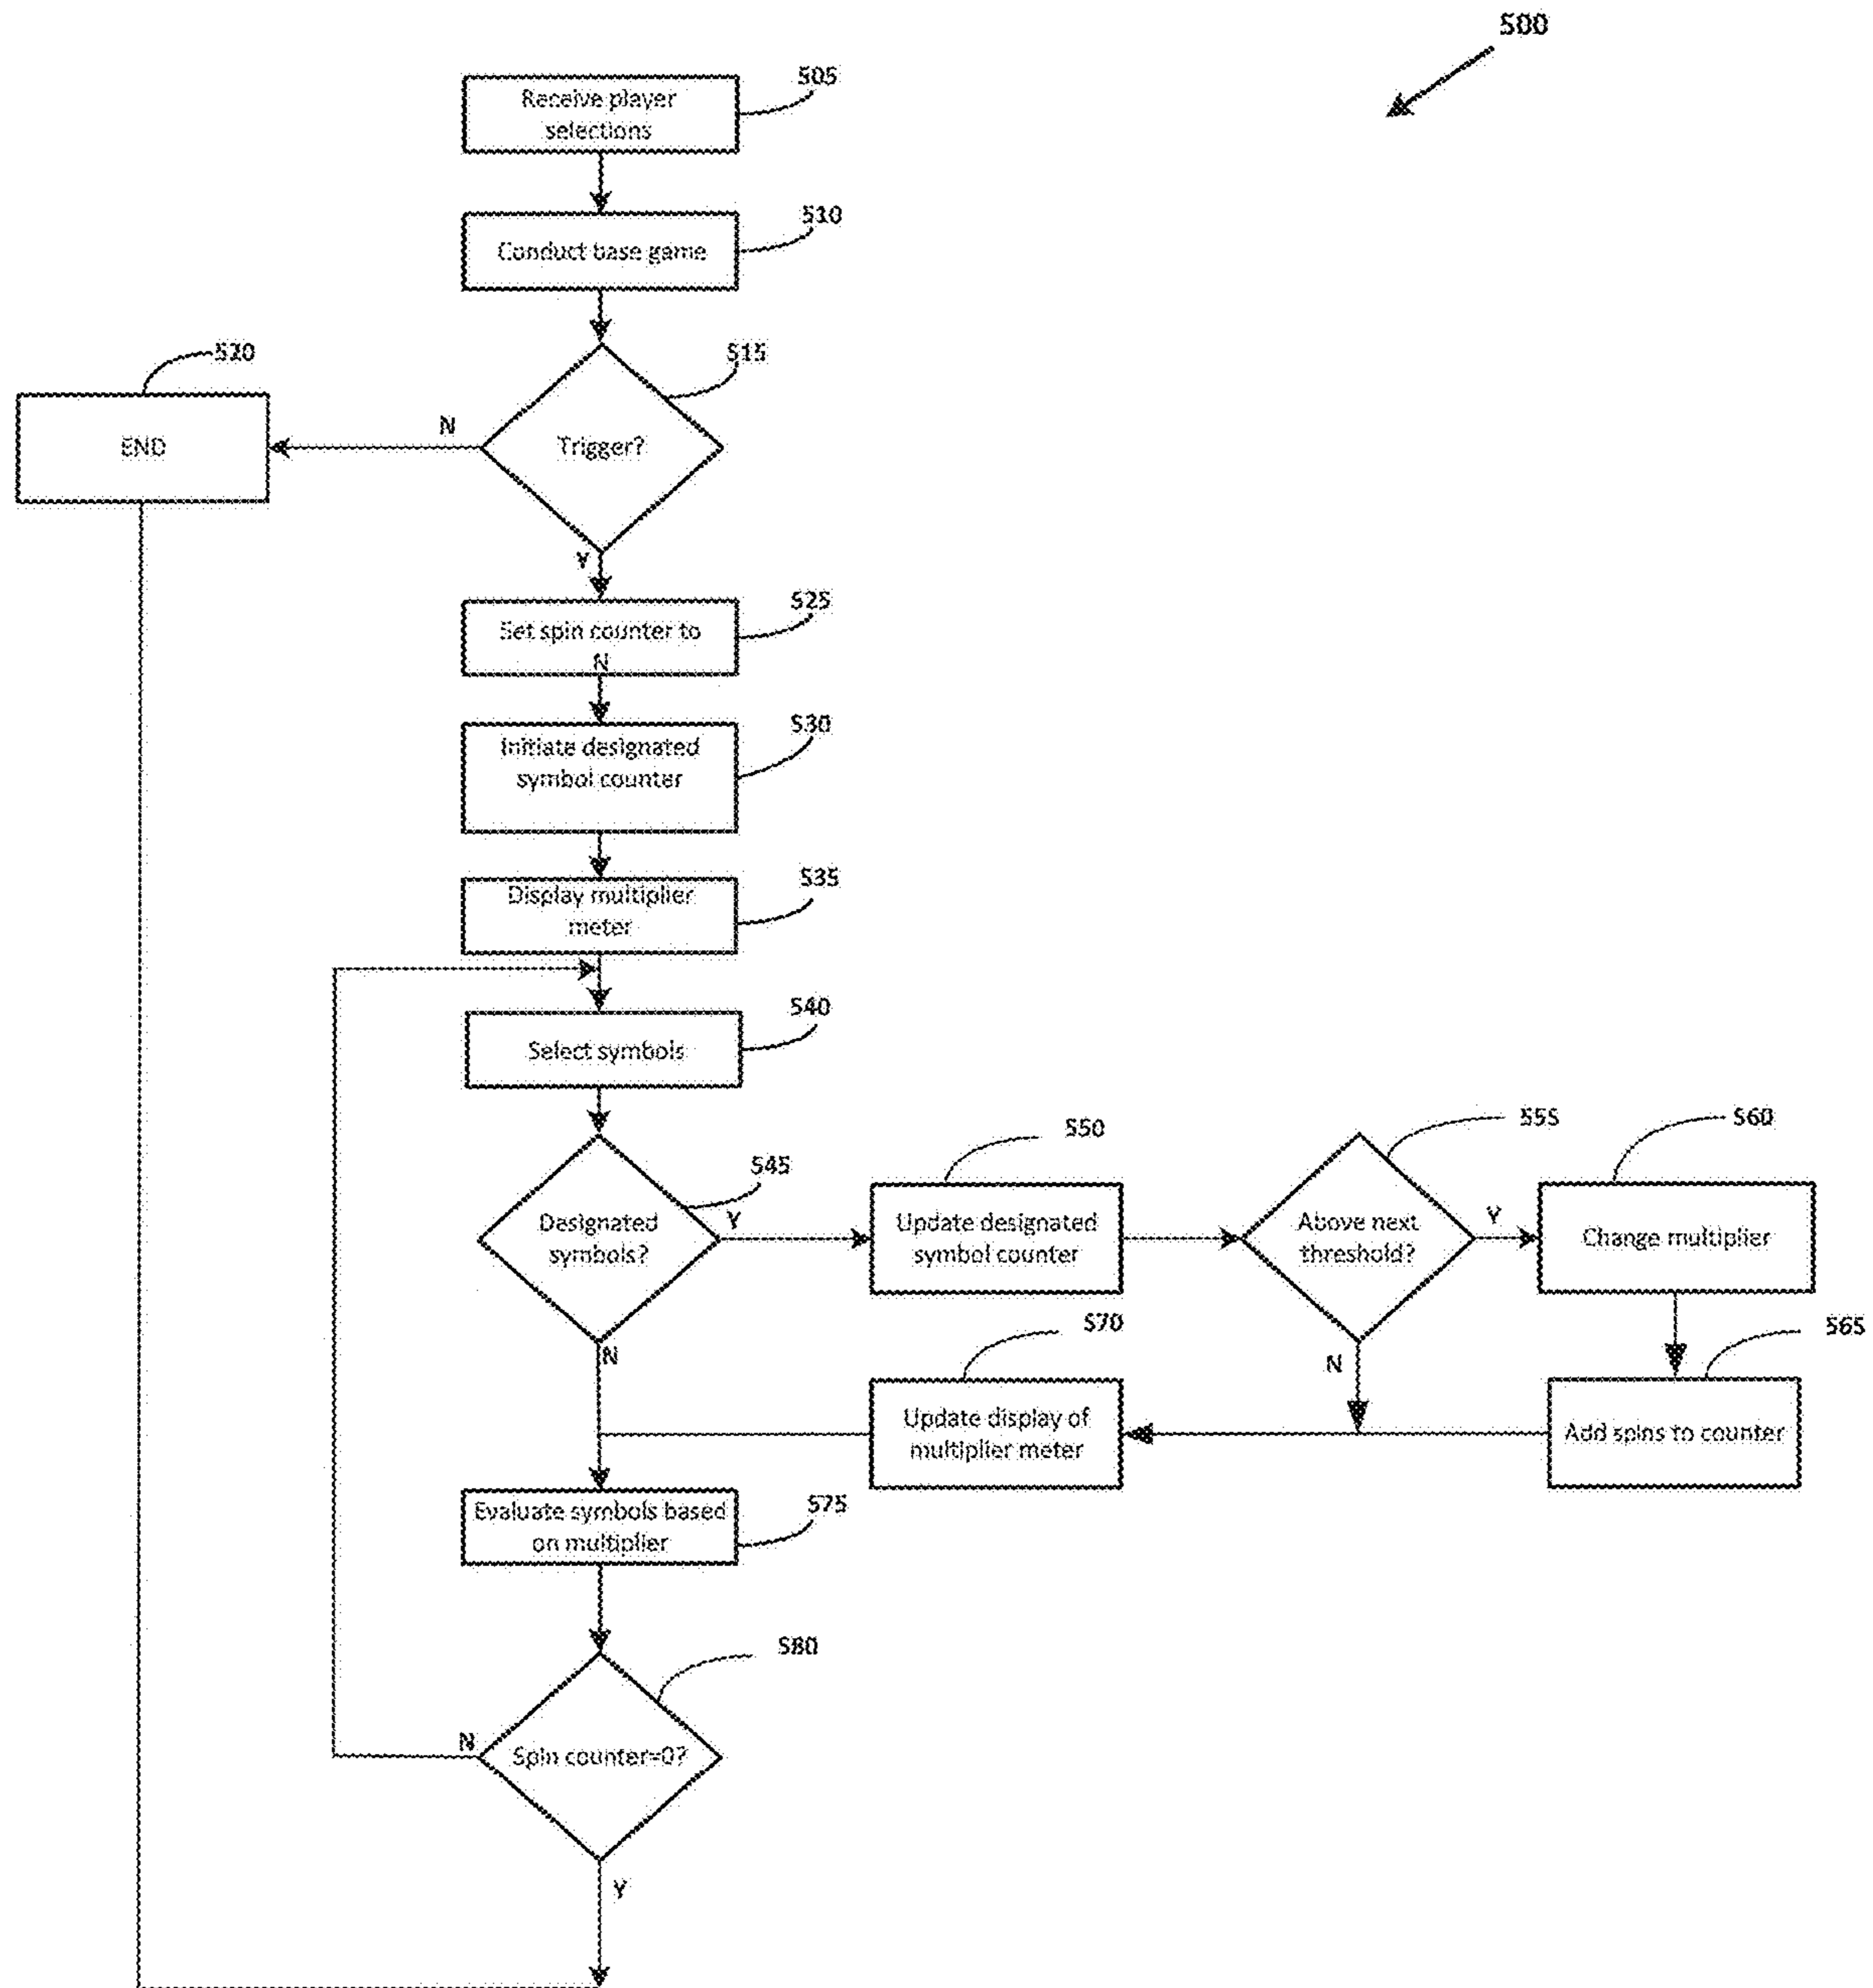 500
505
Receive player
selections
510
Conduct base game
520
515
END
N
Trigger?
Y
525
Set spin counter to
N
530
Initiate designated
symbol counter
535
Display multiplier
meter
540
Select symbols
545
Designated
symbols?
Y
550
Update designated
symbol counter
555
Above next
threshold?
Y
560
Change multiplier
N
N
570
Update display of
multiplier meter
565
Add spins to counter
575
Evaluate symbols based
on multiplier
580
N
Spin counter=0?
Y